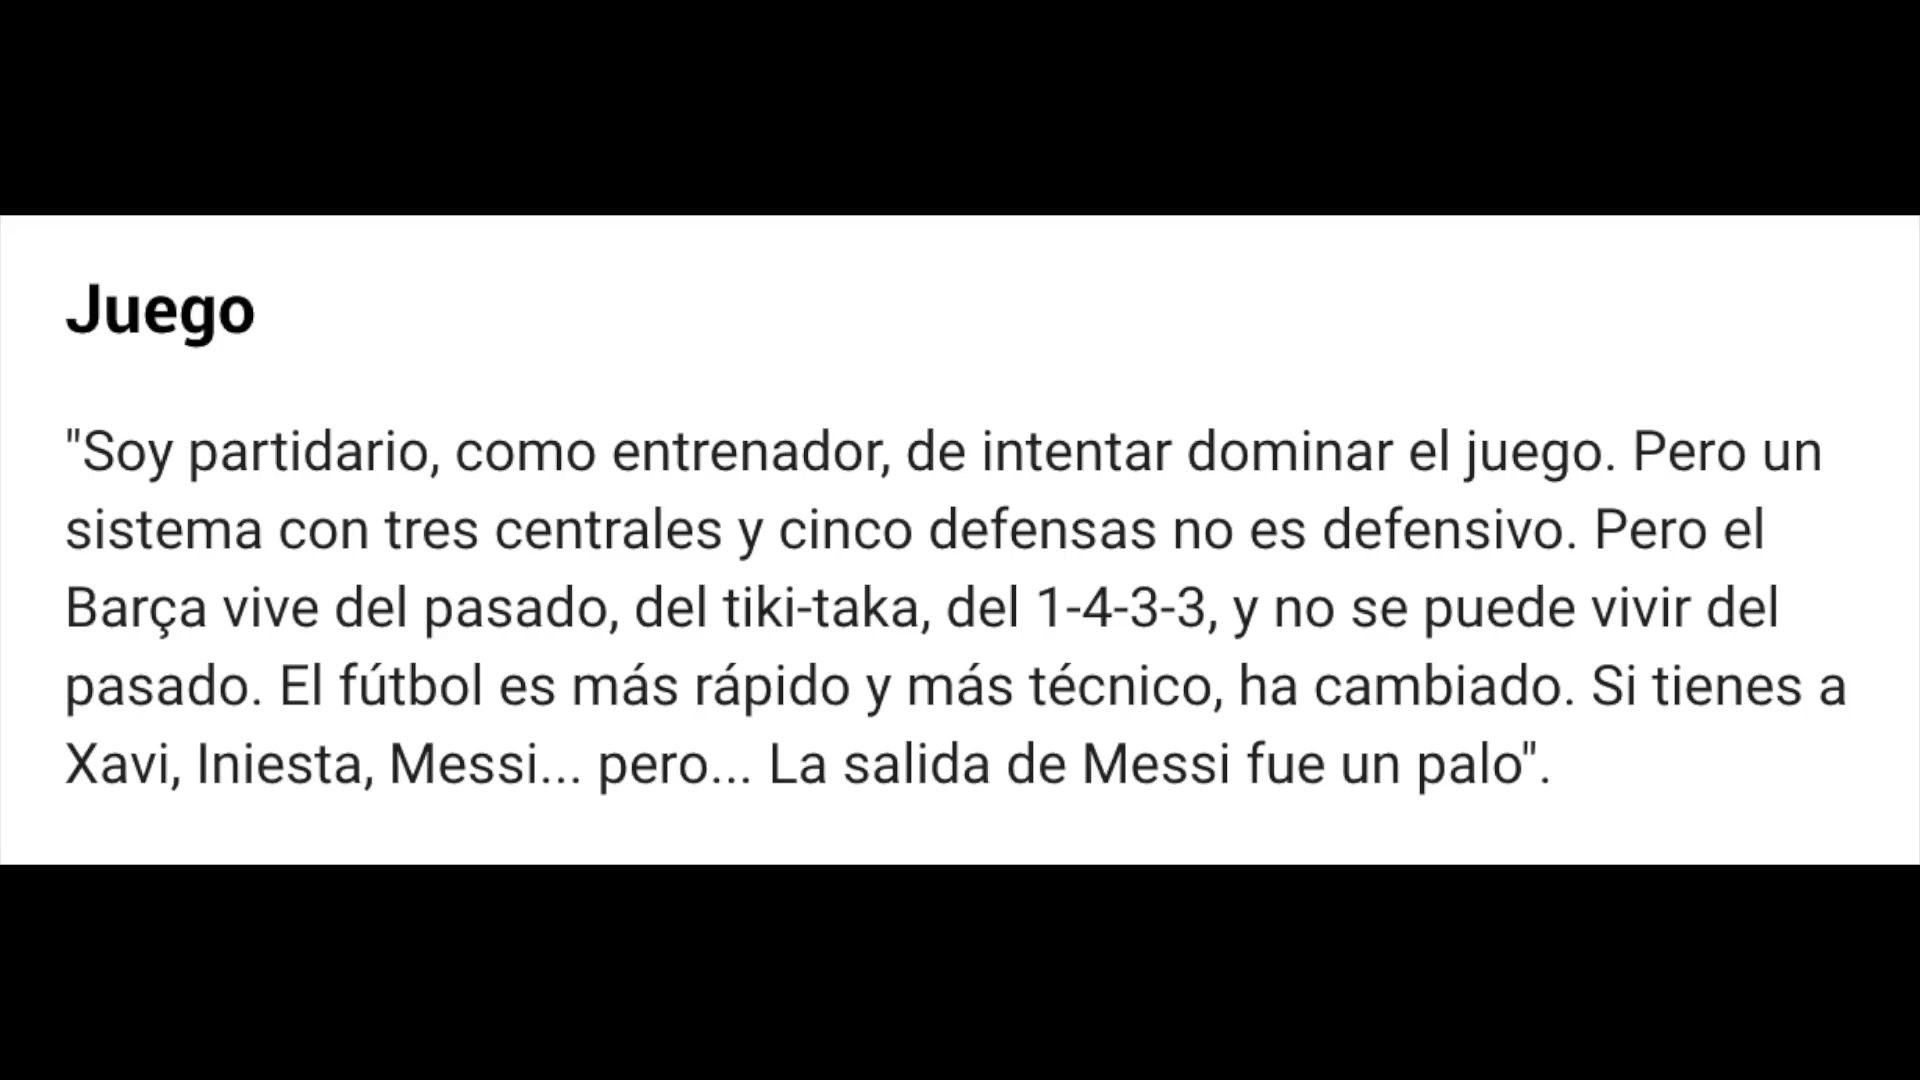 Juego
"Soy partidario, como entrenador, de intentar dominar el juego. Pero un
sistema con tres centrales y cinco defensas no es defensivo. Pero el
Barça vive del pasado, del tiki-taka, del 1-4-3-3, y no se puede vivir del
pasado. El fútbol es más rápido y más técnico, ha cambiado. Si tienes a
Xavi, Iniesta, Messi... pero... La salida de Messi fue un palo".